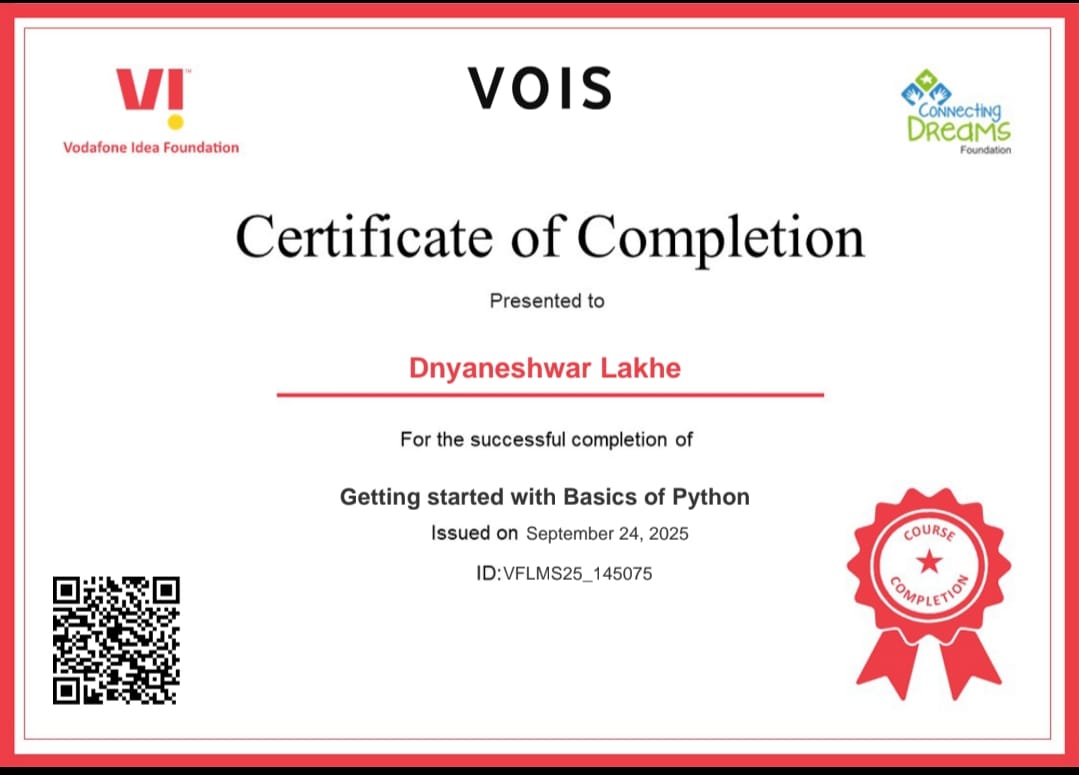 VI™
Vodafone Idea Foundation
VOIS
Connecting
Dreams
Foundation
Certificate of Completion
Presented to
Dnyaneshwar Lakhe
For the successful completion of
Getting started with Basics of Python
Issued on September 24, 2025
ID:VFLMS25_145075
COURSE
COMPLETION